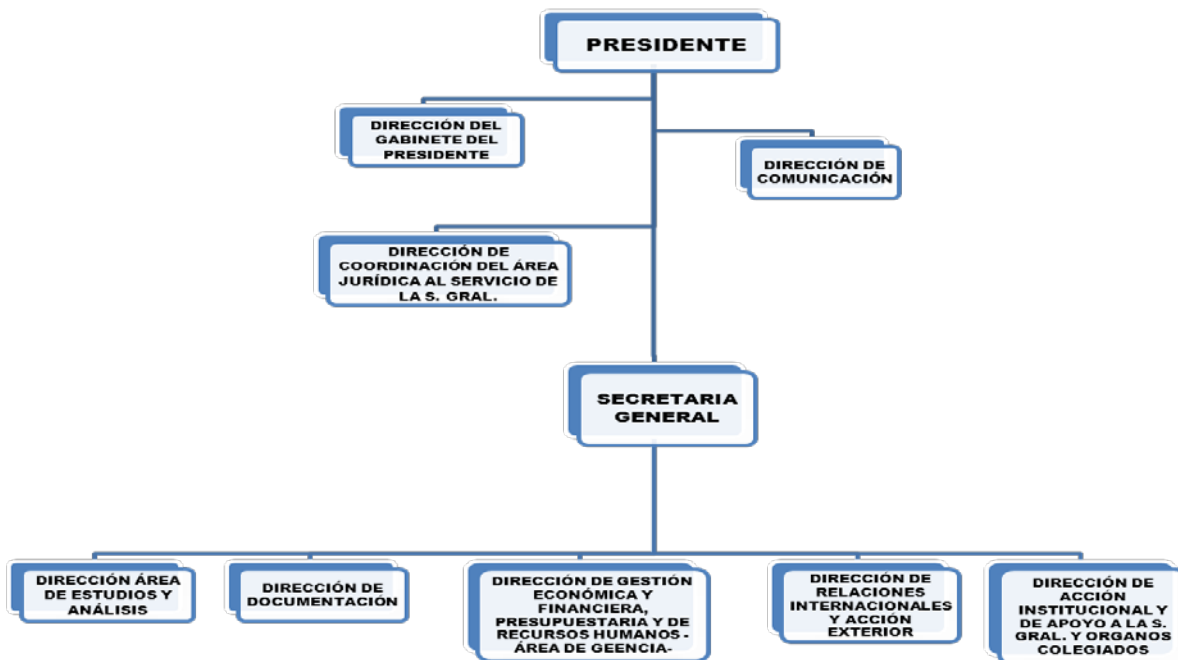 PRESIDENTE
DIRECCIÓN DEL
GABINETE DEL
PRESIDENTE
DIRECCIÓN DE
COMUNICACIÓN
DIRECCIÓN DE
COORDINACIÓN DEL ÁREA
JURÍDICA AL SERVICIO DE
LA S. GRAL.
SECRETARIA
GENERAL
DIRECCIÓN ÁREA
DE ESTUDIOS Y
ANÁLISIS
DIRECCIÓN DE
DOCUMENTACIÓN
DIRECCIÓN DE GESTIÓN
ECONÓMICA Y
FINANCIERA,
PRESUPUESTARIA Y DE
RECURSOS HUMANOS -
ÁREA DE GEENCIA-
DIRECCIÓN DE
RELACIONES
INTERNACIONALES
Y ACCIÓN
EXTERIOR
DIRECCIÓN DE
ACCIÓN
INSTITUCIONAL Y
DE APOYO A LA S.
GRAL. Y ORGANOS
COLEGIADOS